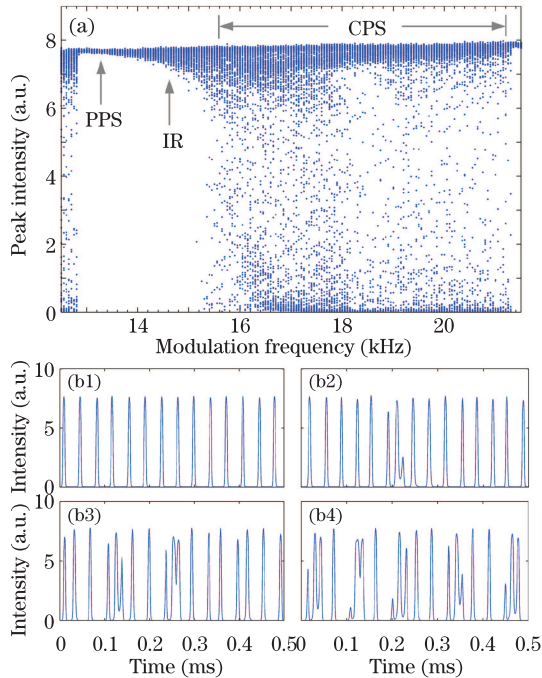 (a)
CPS
PPS
IR
8
6
4
2
0
Peak intensity (a.u.)
14 16 18 20
Modulation frequency (kHz)
10
5
0
Intensity (a.u.)
(b1)
(b2)
10
5
0
Intensity (a.u.)
(b3)
(b4)
0 0.1 0.2 0.3 0.4 0.5
0.1 0.2 0.3 0.4 0.5
Time (ms)
Time (ms)